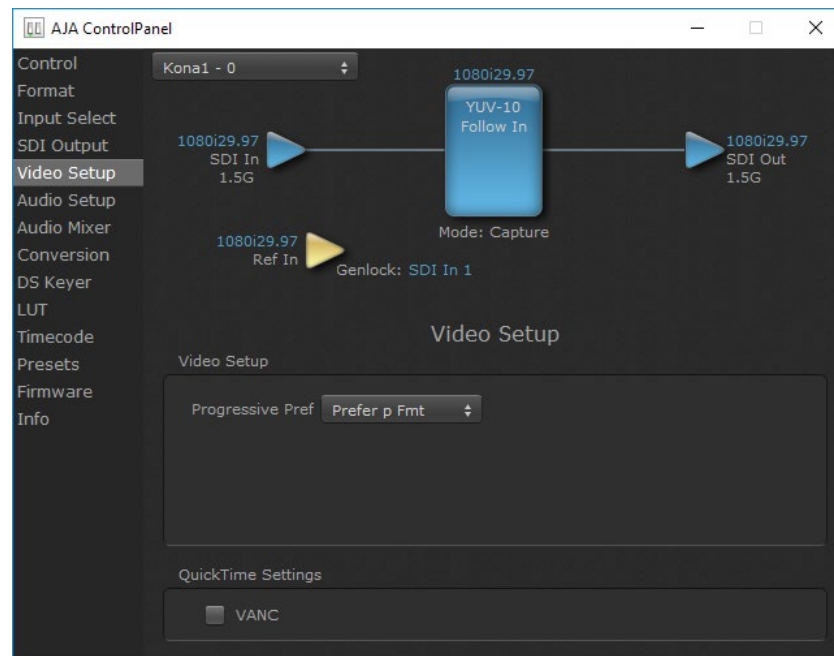 AJA ControlPanel
Control
Format
Input Select
SDI Output
Video Setup
Audio Setup
Audio Mixer
Conversion
DS Keyer
LUT
Timecode
Presets
Firmware
Info
Kona1 - 0
1080i29.97
YUV-10
Follow In
1080i29.97
SDI In
1.5G
1080i29.97
SDI Out
1.5G
Mode: Capture
1080i29.97
Ref In
Genlock: SDI In 1
Video Setup
Video Setup
Progressive Pref Prefer p Fmt
QuickTime Settings
VANC